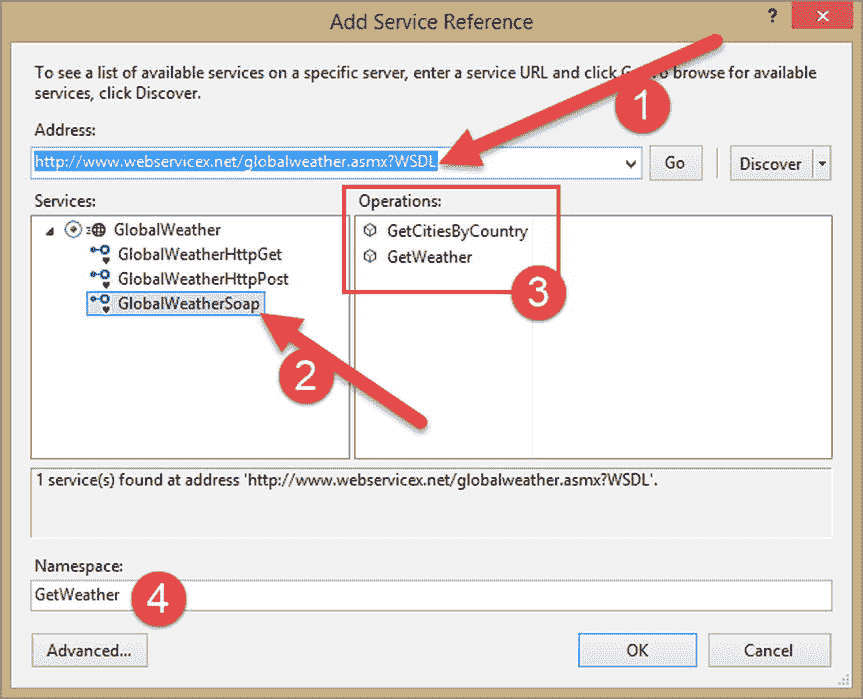 Add Service Reference
?
To see a list of available services on a specific server, enter a service URL and click G to browse for available
services, click Discover.
1
Address:
http://www.webservicex.net/globalweather.asmx?WSDL
Go
Discover
Services:
Operations:
GlobalWeather
GlobalWeatherHttpGet
GlobalWeatherHttpPost
GlobalWeatherSoap
GetCitiesByCountry
GetWeather
3
2
1 service(s) found at address 'http://www.webservicex.net/globalweather.asmx?WSDL'.
Namespace:
GetWeather
4
Advanced...
OK
Cancel